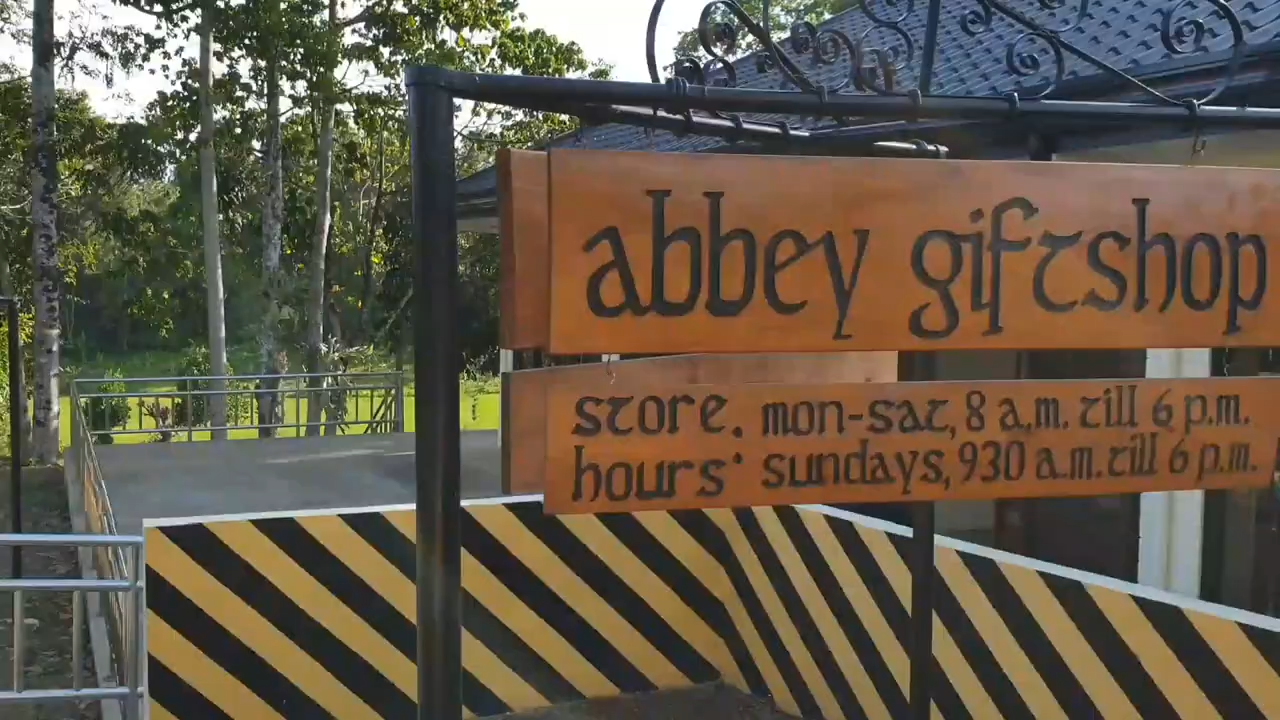 abbey giftshop
store. mon-sat, 8 a.m. till 6 p.m.
hours· sundays, 930 a.m. till 6 p.m.